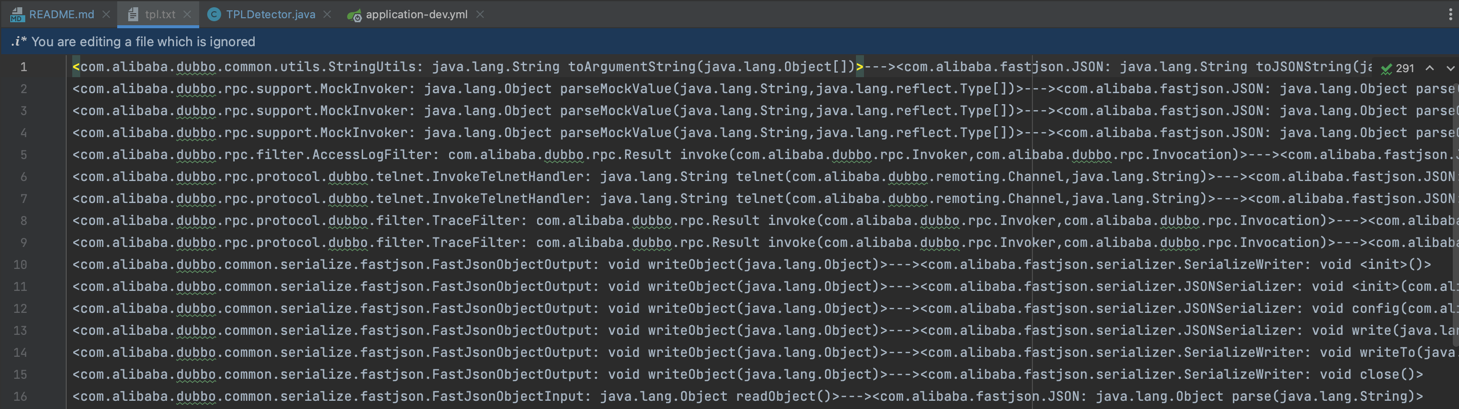 README.md tpl.txt TPLDetector.java application-dev.yml
.i* You are editing a file which is ignored
1 <com.alibaba.dubbo.common.utils.StringUtils: java.lang.String toArgumentString(java.lang.Object[])>---><com.alibaba.fastjson.JSON: java.lang.String toJSONString(ja 291
2 <com.alibaba.dubbo.rpc.support.MockInvoker: java.lang.Object parseMockValue(java.lang.String,java.lang.reflect.Type[])>---><com.alibaba.fastjson.JSON: java.lang.Object parse(
3 <com.alibaba.dubbo.rpc.support.MockInvoker: java.lang.Object parseMockValue(java.lang.String,java.lang.reflect.Type[])>---><com.alibaba.fastjson.JSON: java.lang.Object parse
4 <com.alibaba.dubbo.rpc.support.MockInvoker: java.lang.Object parseMockValue(java.lang.String,java.lang.reflect.Type[])>---><com.alibaba.fastjson.JSON: java.lang.Object parse
5 <com.alibaba.dubbo.rpc.filter.AccessLogFilter: com.alibaba.dubbo.rpc.Result invoke(com.alibaba.dubbo.rpc.Invoker,com.alibaba.dubbo.rpc.Invocation)>---><com.alibaba.fastjson.J
6 <com.alibaba.dubbo.rpc.protocol.dubbo.telnet.InvokeTelnetHandler: java.lang.String telnet(com.alibaba.dubbo.remoting.Channel,java.lang.String)>---><com.alibaba.fastjson.JSON
7 <com.alibaba.dubbo.rpc.protocol.dubbo.telnet.InvokeTelnetHandler: java.lang.String telnet(com.alibaba.dubbo.remoting.Channel,java.lang.String)>---><com.alibaba.fastjson.JSON
8 <com.alibaba.dubbo.rpc.protocol.dubbo.filter.TraceFilter: com.alibaba.dubbo.rpc.Result invoke(com.alibaba.dubbo.rpc.Invoker,com.alibaba.dubbo.rpc.Invocation)>---><com.alibaba
9 <com.alibaba.dubbo.rpc.protocol.dubbo.filter.TraceFilter: com.alibaba.dubbo.rpc.Result invoke(com.alibaba.dubbo.rpc.Invoker,com.alibaba.dubbo.rpc.Invocation)>---><com.alibaba
10 <com.alibaba.dubbo.common.serialize.fastjson.FastJsonObjectOutput: void writeObject(java.lang.Object)>---><com.alibaba.fastjson.serializer.SerializeWriter: void <init>()>
11 <com.alibaba.dubbo.common.serialize.fastjson.FastJsonObjectOutput: void writeObject(java.lang.Object)>---><com.alibaba.fastjson.serializer.JSONSerializer: void <init>(com.ali
12 <com.alibaba.dubbo.common.serialize.fastjson.FastJsonObjectOutput: void writeObject(java.lang.Object)>---><com.alibaba.fastjson.serializer.JSONSerializer: void config(com.al
13 <com.alibaba.dubbo.common.serialize.fastjson.FastJsonObjectOutput: void writeObject(java.lang.Object)>---><com.alibaba.fastjson.serializer.JSONSerializer: void write(java.lan
14 <com.alibaba.dubbo.common.serialize.fastjson.FastJsonObjectOutput: void writeObject(java.lang.Object)>---><com.alibaba.fastjson.serializer.SerializeWriter: void writeTo(java.
15 <com.alibaba.dubbo.common.serialize.fastjson.FastJsonObjectOutput: void writeObject(java.lang.Object)>---><com.alibaba.fastjson.serializer.SerializeWriter: void close()>
16 <com.alibaba.dubbo.common.serialize.fastjson.FastJsonObjectInput: java.lang.Object readObject()>---><com.alibaba.fastjson.JSON: java.lang.Object parse(java.lang.String)>